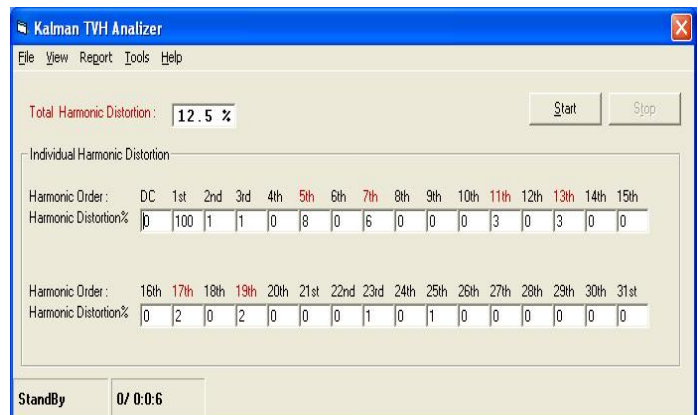 Kalman TVH Analizer
File View Report Tools Help
Total Harmonic Distortion : 12.5 % Start Stop
Individual Harmonic Distortion
Harmonic Order : DC 1st 2nd 3rd 4th 5th 6th 7th 8th 9th 10th 11th 12th 13th 14th 15th
Harmonic Distortion% 0 100 1 1 0 8 0 6 0 0 0 3 0 3 0 0
Harmonic Order : 16th 17th 18th 19th 20th 21st 22nd 23rd 24th 25th 26th 27th 28th 29th 30th 31st
Harmonic Distortion% 0 2 0 2 0 0 0 1 0 1 0 0 0 0 0 0
StandBy 0/ 0:0:6